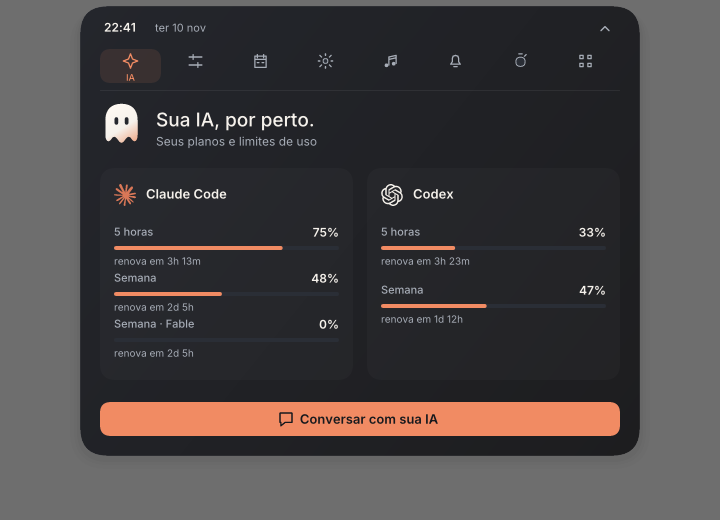 22:41 ter 10 nov
IA
Sua IA, por perto.
Seus planos e limites de uso
Claude Code
5 horas 75%
renova em 3h 13m
Semana 48%
renova em 2d 5h
Semana · Fable 0%
renova em 2d 5h
Codex
5 horas 33%
renova em 3h 23m
Semana 47%
renova em 1d 12h
Conversar com sua IA